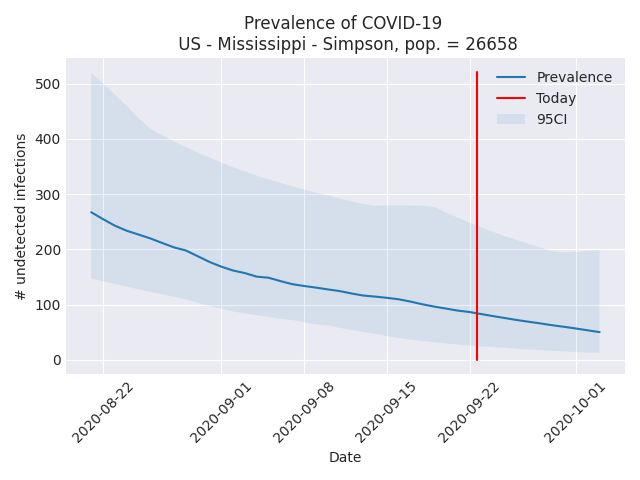 Prevalence of COVID-19
US - Mississippi - Simpson, pop. = 26658
Prevalence
Today
95CI
500
400
300
200
100
0
# undetected infections
2020-08-22
2020-09-01
2020-09-08
2020-09-15
2020-09-22
2020-10-01
Date